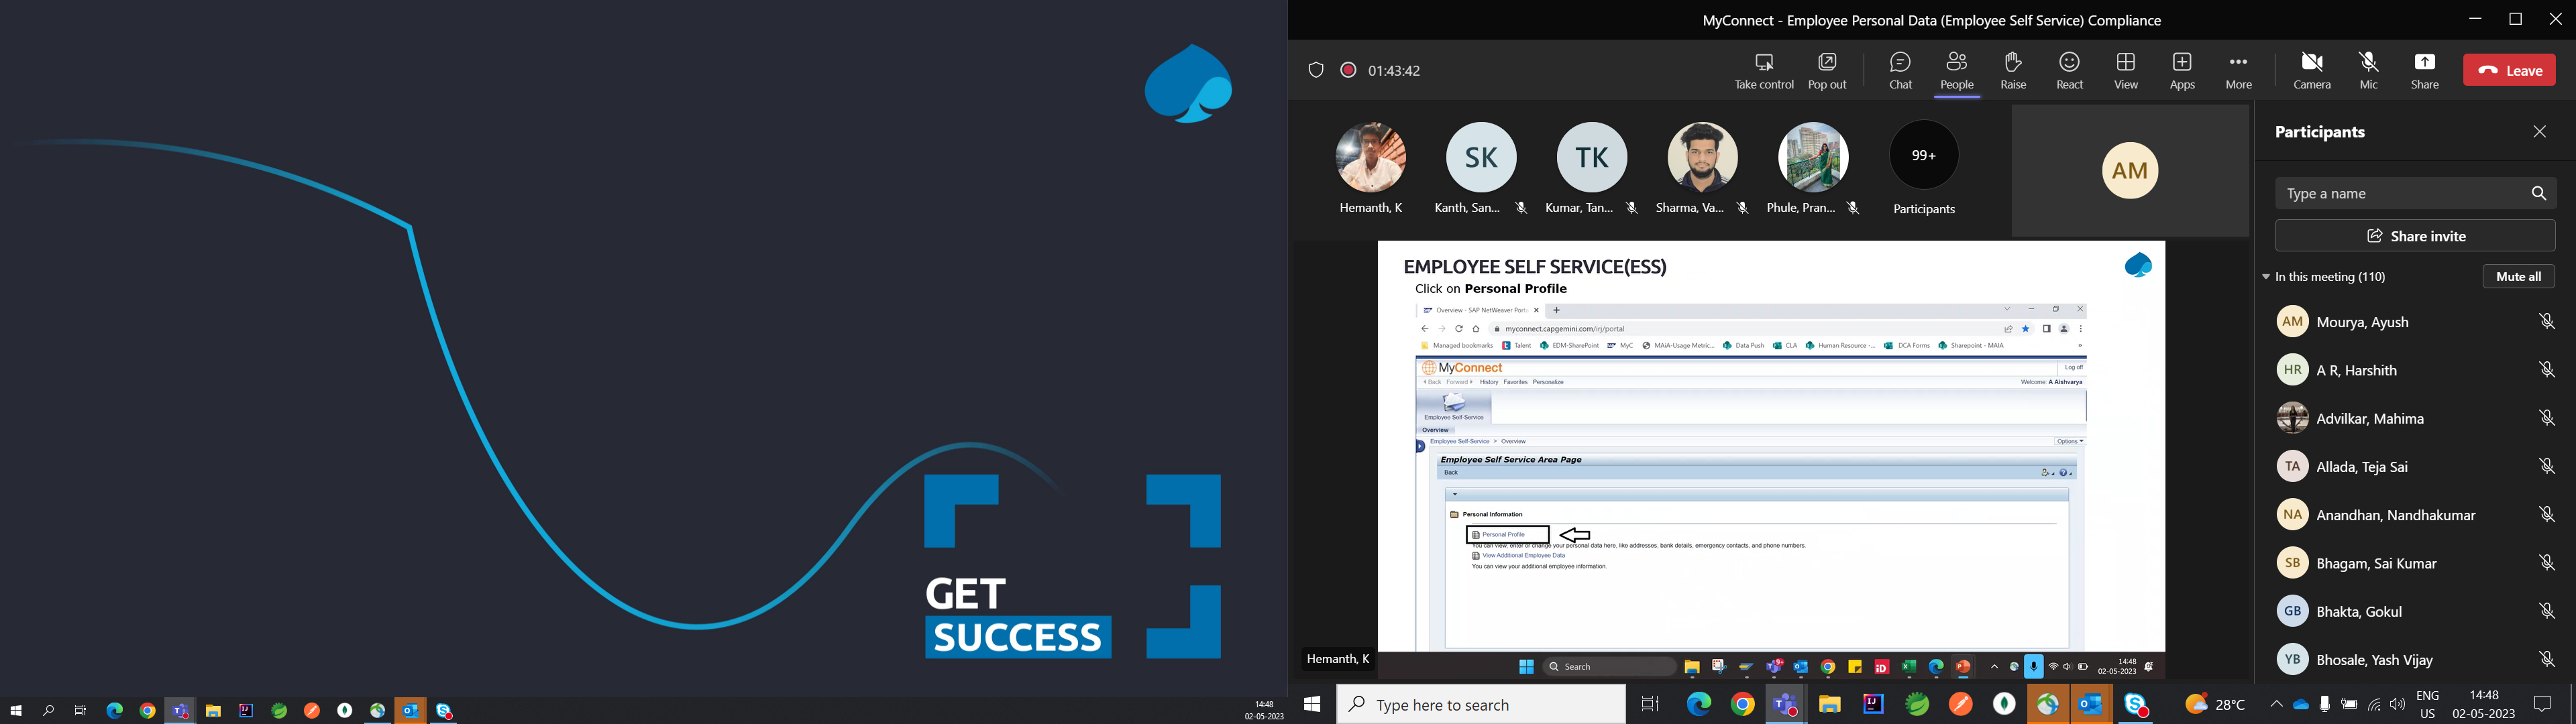 GET
SUCCESS
14:48
02-05-2023
MyConnect - Employee Personal Data (Employee Self Service) Compliance
01:43:42
Take control
Pop out
Chat
People
Raise
React
View
Apps
More
Camera
Mic
Share
Leave
Hemanth, K
SK
Kanth, San...
TK
Kumar, Tan...
Sharma, Va...
Phule, Pran...
99+
Participants
AM
EMPLOYEE SELF SERVICE(ESS)
Click on Personal Profile
Overview - SAP NetWeaver Port
myconnect.capgemini.com/irj/portal
Managed bookmarks
Talent
EDM-SharePoint
MyC
MAiA-Usage Metric...
Data Push
CLA
Human Resource -...
DCA Forms
Sharepoint - MAIA
MyConnect
Log off
Back Forward History Favorites Personalize
Welcome A Aishvarya
Employee Self-Service
Overview
Employee Self-Service > Overview
Options
Employee Self Service Area Page
Back
Personal Information
Personal Profile
You can view, enter or change your personal data here, like addresses, bank details, emergency contacts, and phone numbers.
View Additional Employee Data
You can view your additional employee information.
Hemanth, K
Search
14:48
02-05-2023
Participants
Type a name
Share invite
In this meeting (110)
Mute all
AM Mourya, Ayush
HR A R, Harshith
Advilkar, Mahima
TA Allada, Teja Sai
NA Anandhan, Nandhakumar
SB Bhagam, Sai Kumar
GB Bhakta, Gokul
YB Bhosale, Yash Vijay
Type here to search
28°C
ENG
US
14:48
02-05-2023